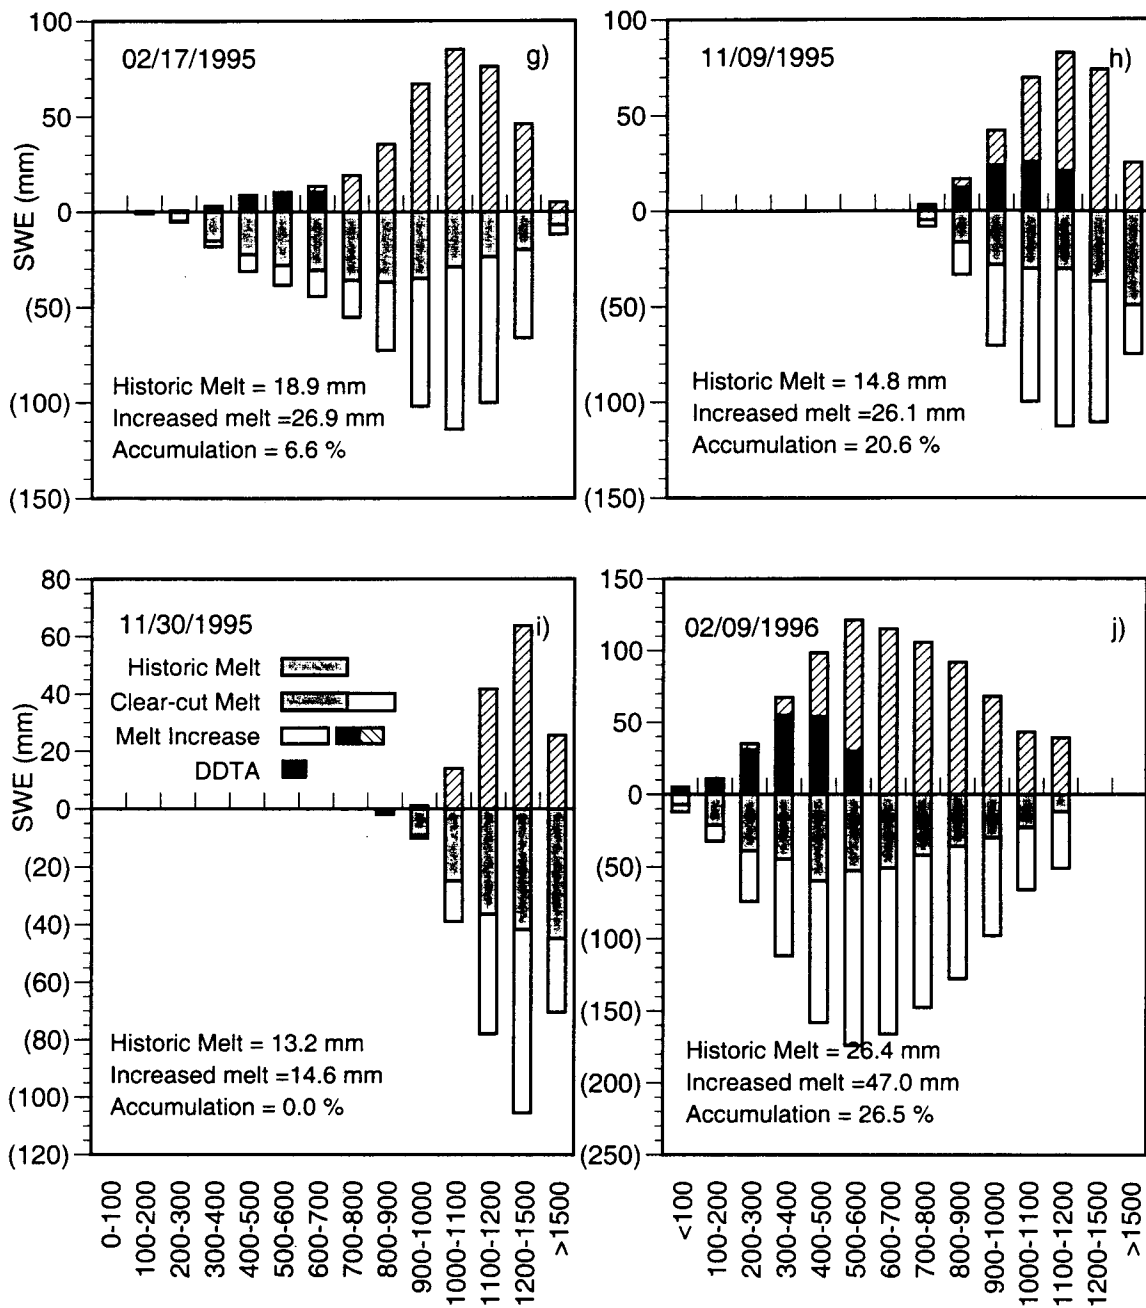 02/17/1995
g)
SWE (mm)
100
50
0
(50)
(100)
(150)
Historic Melt = 18.9 mm
Increased melt =26.9 mm
Accumulation = 6.6 %
11/09/1995
h)
100
50
0
(50)
(100)
(150)
Historic Melt = 14.8 mm
Increased melt =26.1 mm
Accumulation = 20.6 %
11/30/1995
i)
SWE (mm)
80
60
40
20
0
(20)
(40)
(60)
(80)
(100)
(120)
Historic Melt
Clear-cut Melt
Melt Increase
DDTA
Historic Melt = 13.2 mm
Increased melt =14.6 mm
Accumulation = 0.0 %
0-100
100-200
200-300
300-400
400-500
500-600
600-700
700-800
800-900
900-1000
1000-1100
1100-1200
1200-1500
>1500
02/09/1996
j)
150
100
50
0
(50)
(100)
(150)
(200)
(250)
Historic Melt = 26.4 mm
Increased melt =47.0 mm
Accumulation = 26.5 %
<100
100-200
200-300
300-400
400-500
500-600
600-700
700-800
800-900
900-1000
1000-1100
1100-1200
1200-1500
>1500